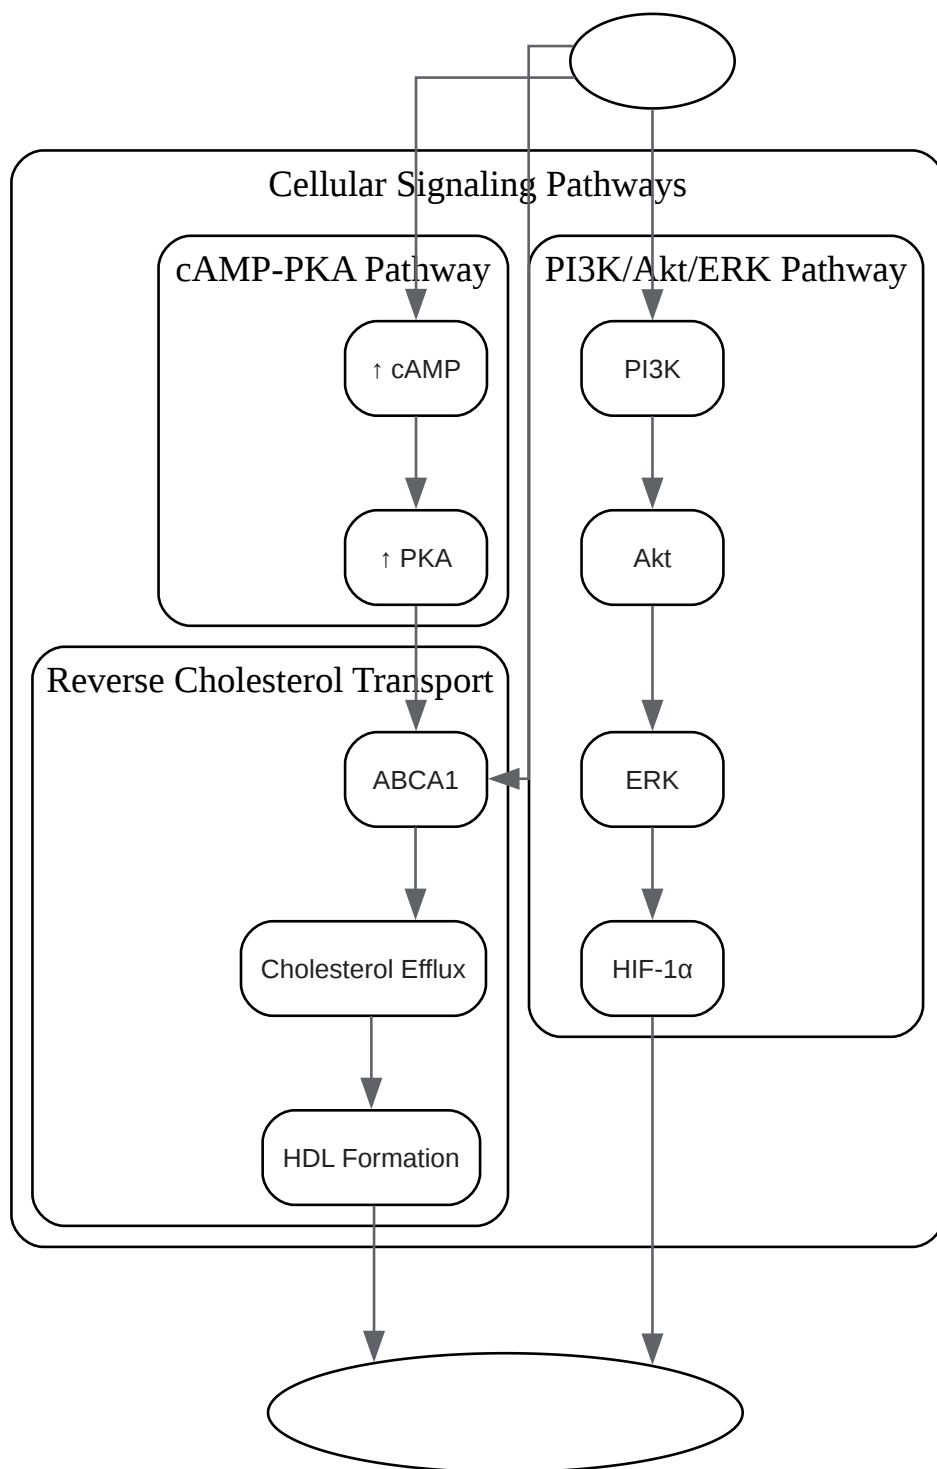 Cellular Signaling Pathways
cAMP-PKA Pathway
PI3K/Akt/ERK Pathway
↑ cAMP
PI3K
↑ PKA
Akt
Reverse Cholesterol Transport
ABCA1
ERK
Cholesterol Efflux
HIF-1α
HDL Formation